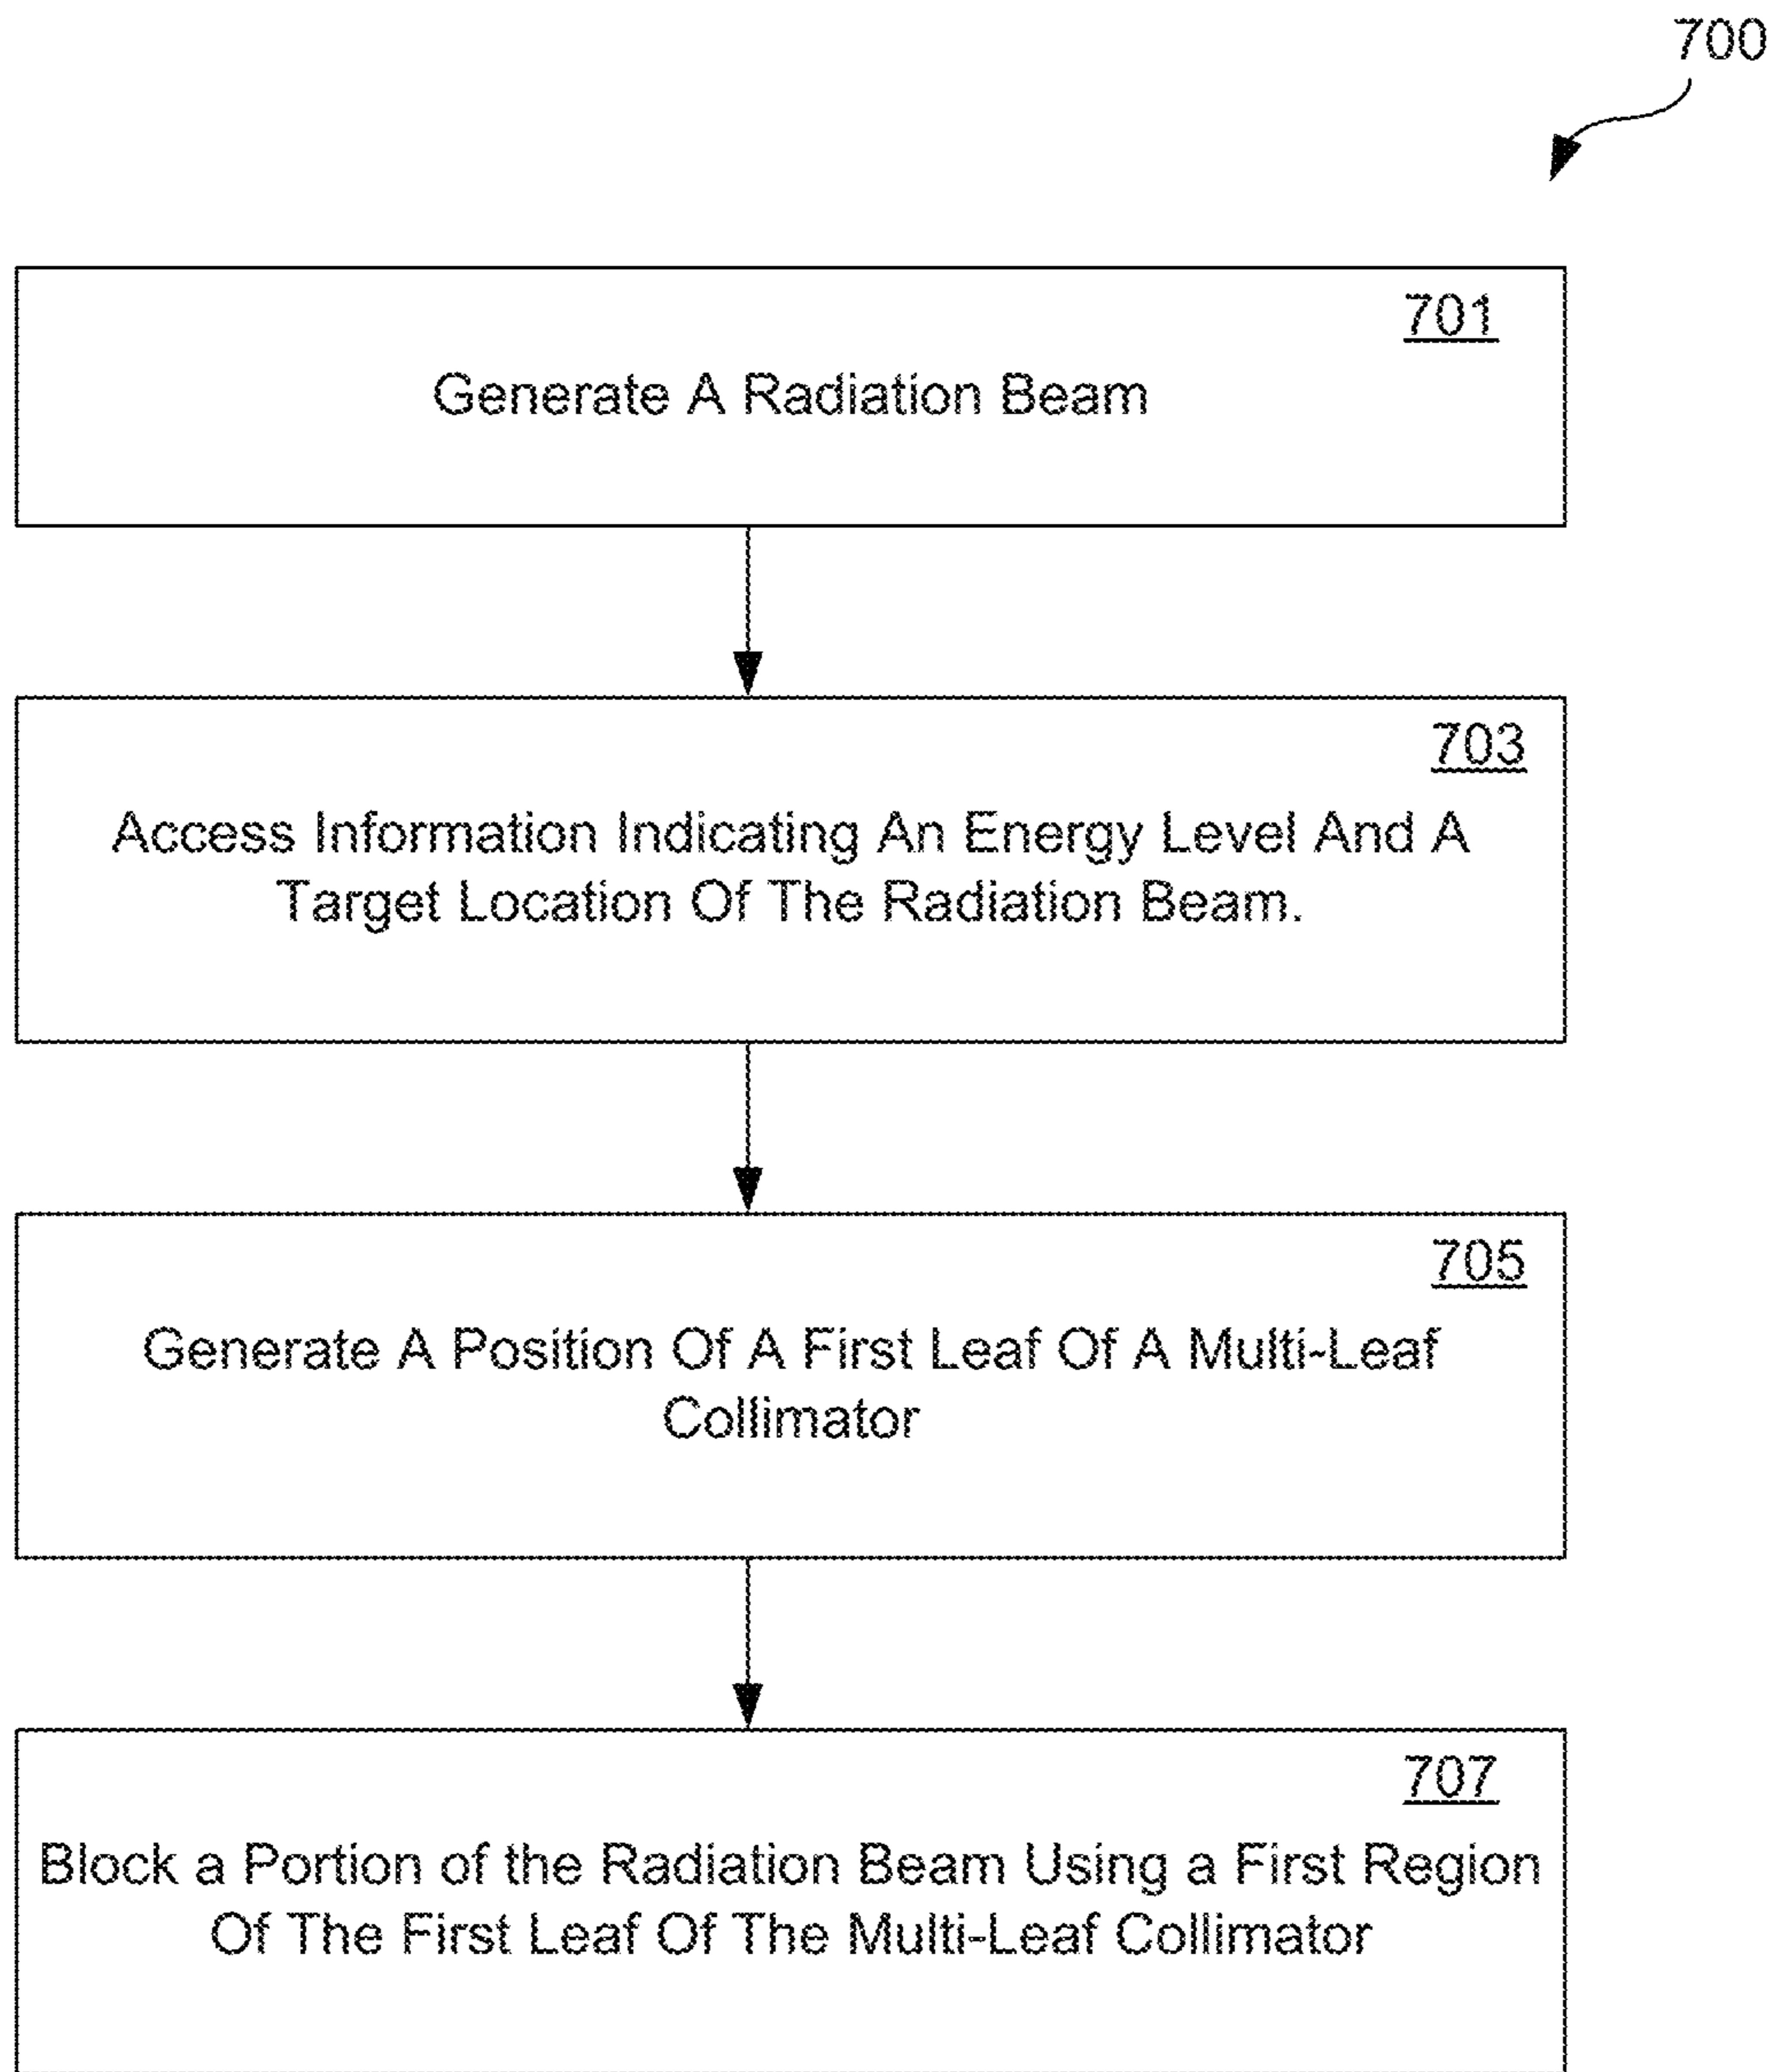 700
701
Generate A Radiation Beam
703
Access Information Indicating An Energy Level And A
Target Location Of The Radiation Beam.
705
Generate A Position Of A First Leaf Of A Multi-Leaf
Collimator
707
Block a Portion of the Radiation Beam Using a First Region
Of The First Leaf Of The Multi-Leaf Collimator